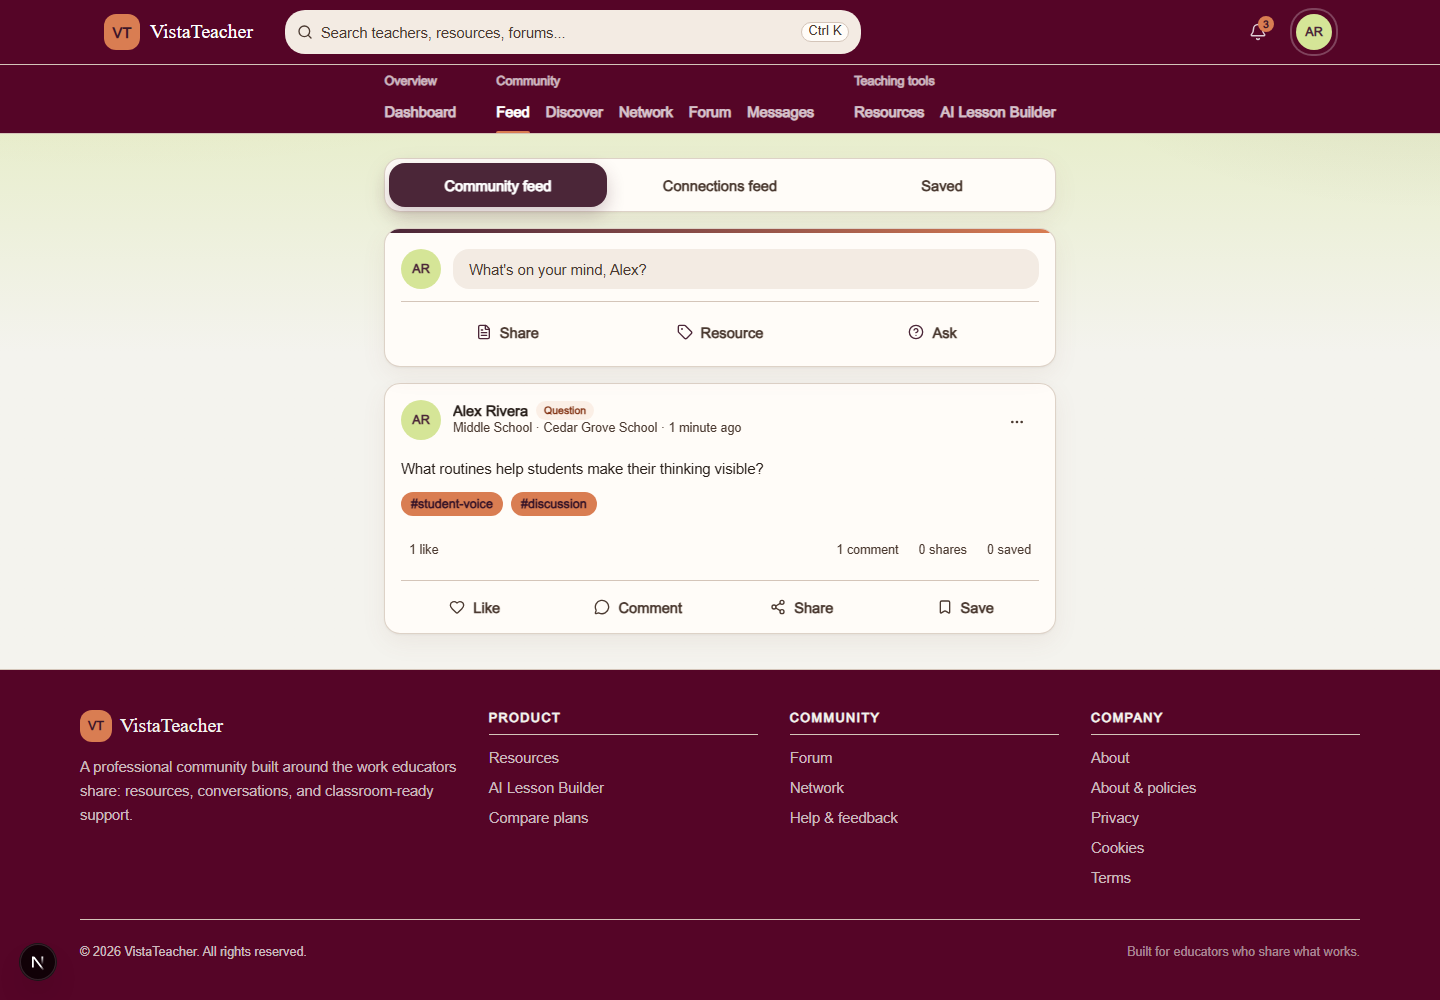 VT VistaTeacher Search teachers, resources, forums... Ctrl K 3 AR
Overview Community Teaching tools
Dashboard Feed Discover Network Forum Messages Resources AI Lesson Builder
Community feed Connections feed Saved
AR What's on your mind, Alex?
Share Resource Ask
AR Alex Rivera Question
Middle School · Cedar Grove School · 1 minute ago
What routines help students make their thinking visible?
#student-voice #discussion
1 like 1 comment 0 shares 0 saved
Like Comment Share Save
VT VistaTeacher
A professional community built around the work educators
share: resources, conversations, and classroom-ready
support.
PRODUCT
Resources
AI Lesson Builder
Compare plans
COMMUNITY
Forum
Network
Help & feedback
COMPANY
About
About & policies
Privacy
Cookies
Terms
© 2026 VistaTeacher. All rights reserved. Built for educators who share what works.
N